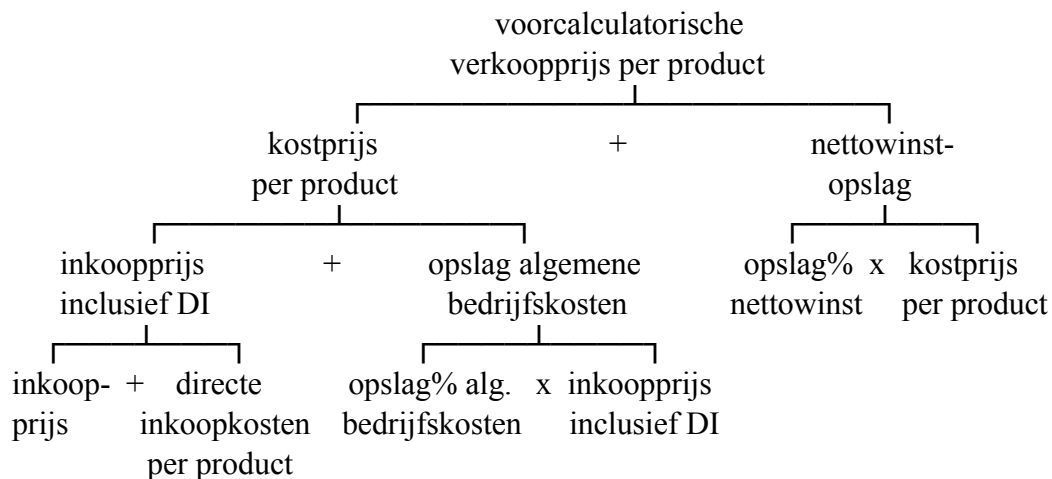 voorcalculatorische
verkoopprijs per product
kostprijs + nettowinst-
per product opslag
inkoopprijs + opslag algemene opslag% x kostprijs
inclusief DI bedrijfskosten nettowinst per product
inkoop- + directe opslag% alg. x inkoopprijs
prijs inkoopkosten bedrijfskosten inclusief DI
per product